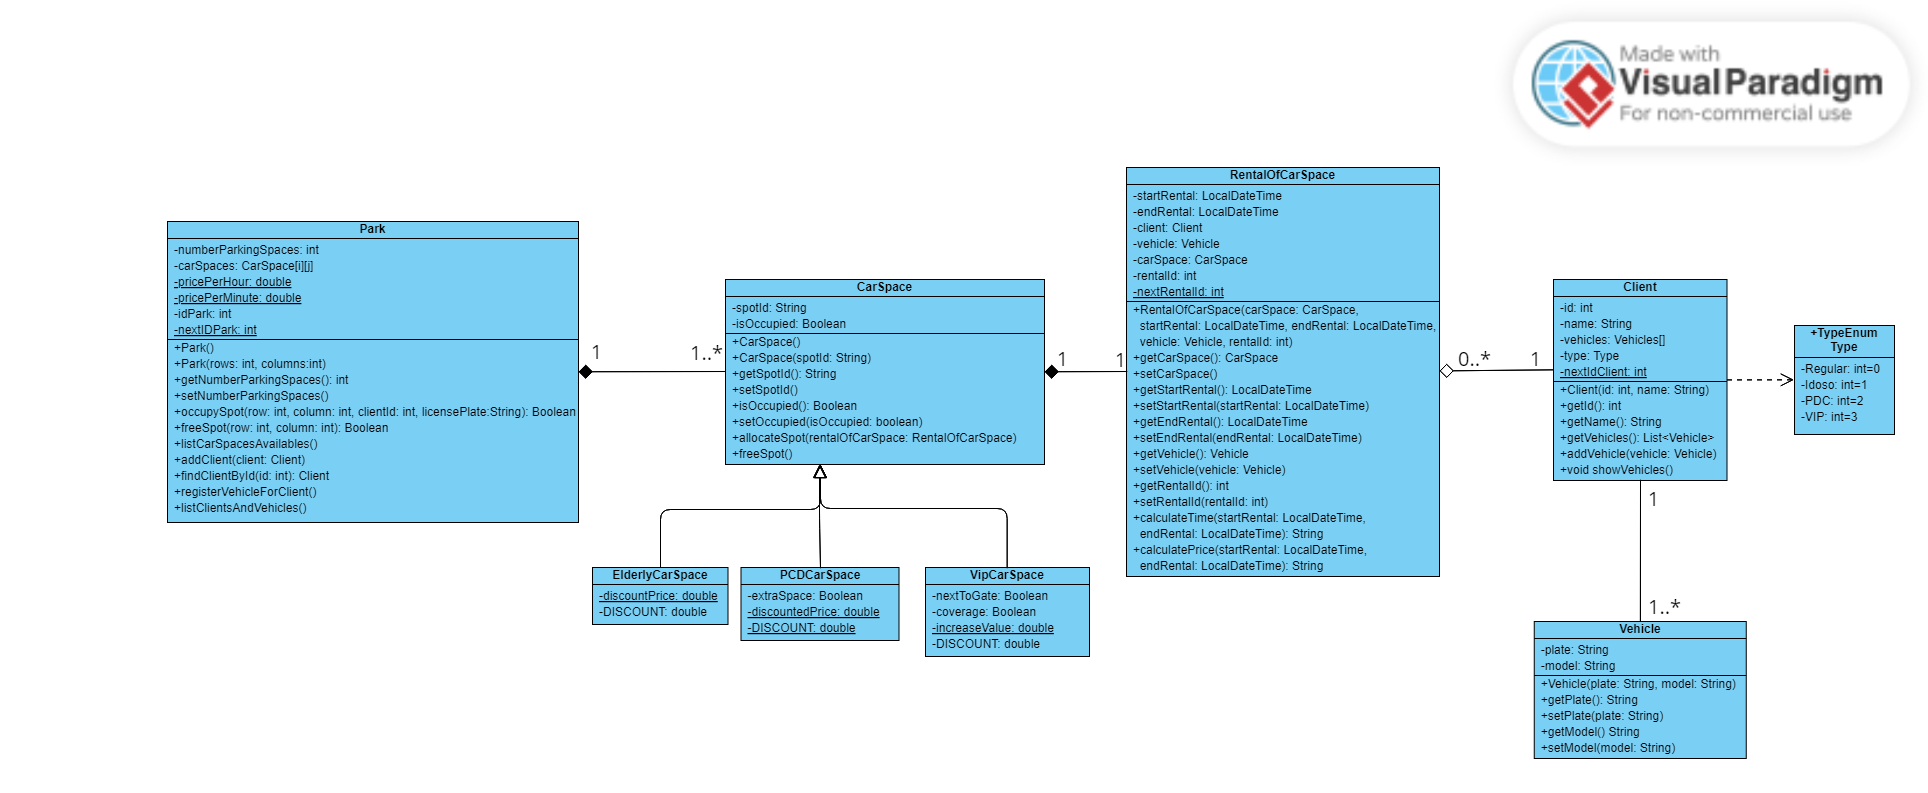 Made with
Visual Paradigm
For non-commercial use
Park
-numberParkingSpaces: int
-carSpaces: CarSpace[i][j]
-pricePerHour: double
-pricePerMinute: double
-idPark: int
-nextIDPark: int
+Park()
+Park(rows: int, columns:int)
+getNumberParkingSpaces(): int
+setNumberParkingSpaces()
+occupySpot(row: int, column: int, clientId: int, licensePlate:String): Boolean
+freeSpot(row: int, column: int): Boolean
+listCarSpacesAvailables()
+addClient(client: Client)
+findClientById(id: int): Client
+registerVehicleForClient()
+listClientsAndVehicles()
1
1..*
CarSpace
-spotId: String
-isOccupied: Boolean
+CarSpace()
+CarSpace(spotId: String)
+getSpotId(): String
+setSpotId()
+isOccupied(): Boolean
+setOccupied(isOccupied: boolean)
+allocateSpot(rentalOfCarSpace: RentalOfCarSpace)
+freeSpot()
ElderlyCarSpace
-discountPrice: double
-DISCOUNT: double
PCDCarSpace
-extraSpace: Boolean
-discountedPrice: double
-DISCOUNT: double
VipCarSpace
-nextToGate: Boolean
-coverage: Boolean
-increaseValue: double
-DISCOUNT: double
1
1
RentalOfCarSpace
-startRental: LocalDateTime
-endRental: LocalDateTime
-client: Client
-vehicle: Vehicle
-carSpace: CarSpace
-rentalId: int
-nextRentalId: int
+RentalOfCarSpace(carSpace: CarSpace,
startRental: LocalDateTime, endRental: LocalDateTime,
vehicle: Vehicle, rentalId: int)
+getCarSpace(): CarSpace
+setCarSpace()
+getStartRental(): LocalDateTime
+setStartRental(startRental: LocalDateTime)
+getEndRental(): LocalDateTime
+setEndRental(endRental: LocalDateTime)
+getVehicle(): Vehicle
+setVehicle(vehicle: Vehicle)
+getRentalId(): int
+setRentalId(rentalId: int)
+calculateTime(startRental: LocalDateTime,
endRental: LocalDateTime): String
+calculatePrice(startRental: LocalDateTime,
endRental: LocalDateTime): String
0..*
1
Client
-id: int
-name: String
-vehicles: Vehicles[]
-type: Type
-nextIdClient: int
+Client(id: int, name: String)
+getId(): int
+getName(): String
+getVehicles(): List<Vehicle>
+addVehicle(vehicle: Vehicle)
+void showVehicles()
+TypeEnum
Type
-Regular: int=0
-Idoso: int=1
-PDC: int=2
-VIP: int=3
1
1..*
Vehicle
-plate: String
-model: String
+Vehicle(plate: String, model: String)
+getPlate(): String
+setPlate(plate: String)
+getModel() String
+setModel(model: String)